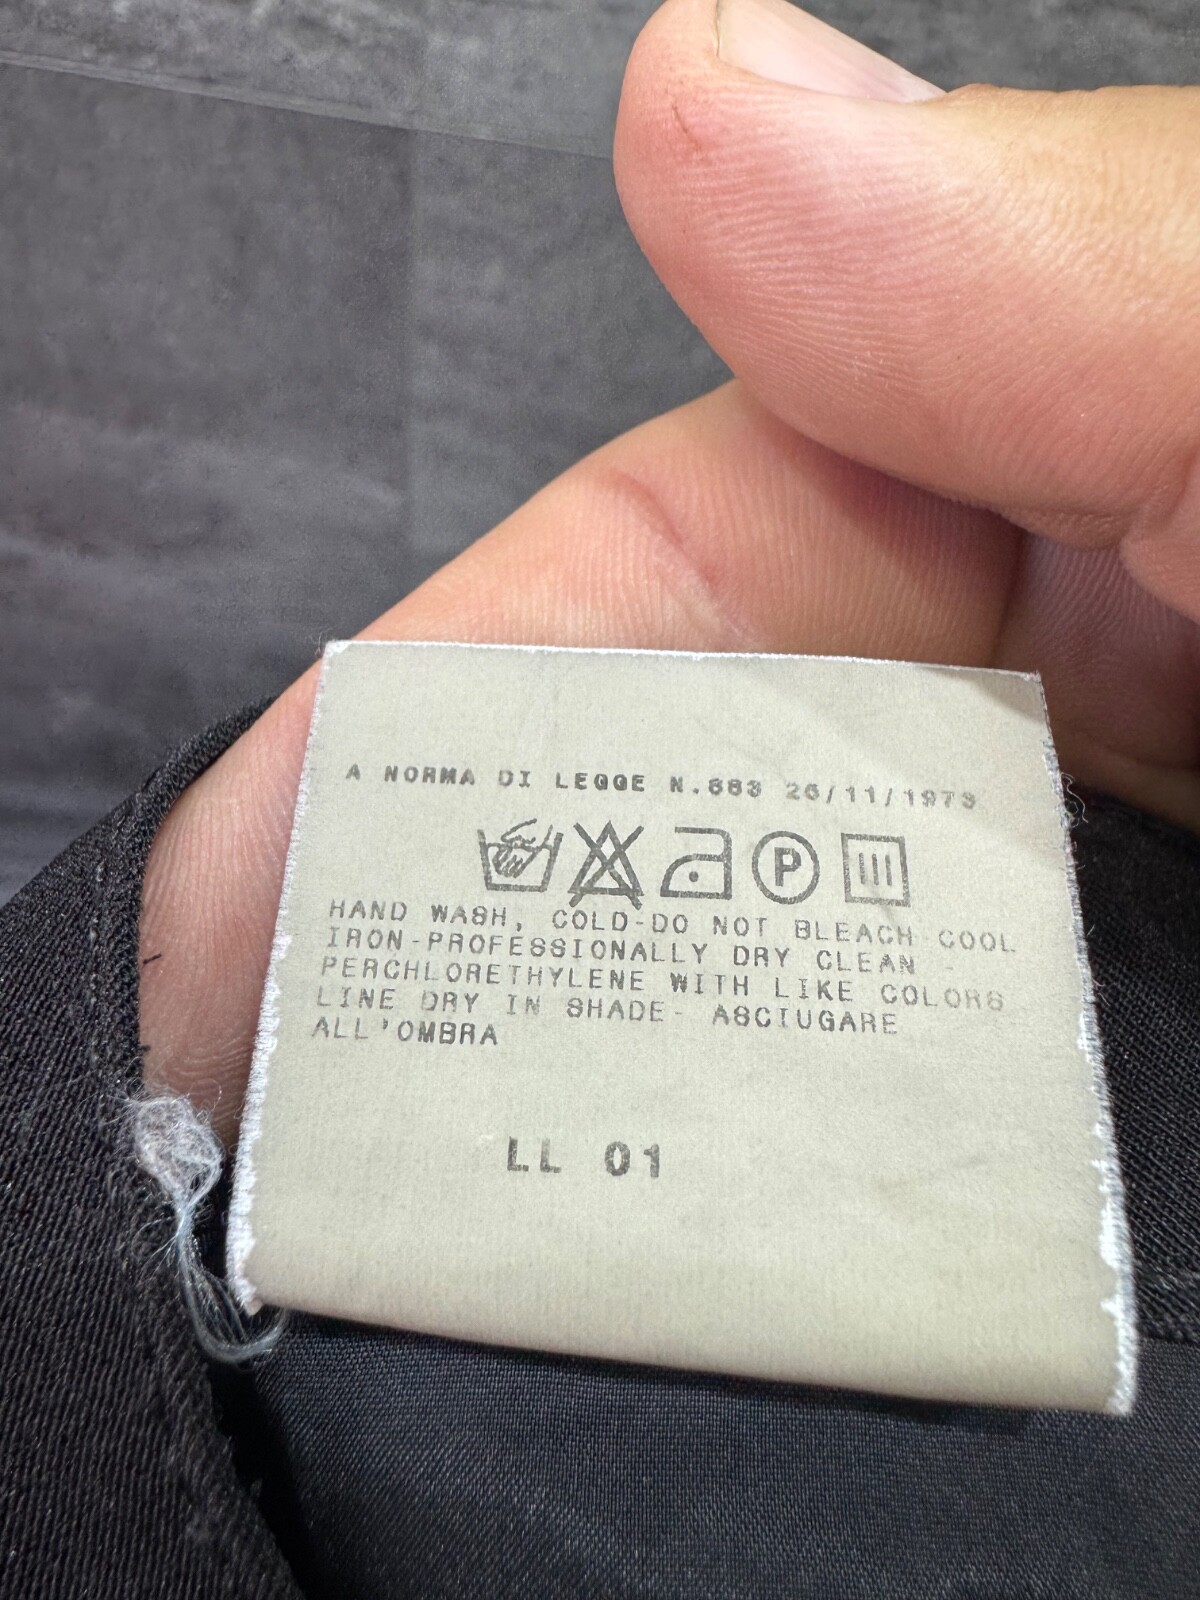 A NORMA DI LEGGE N.883 26/11/1973
P
HAND WASH, COLD-DO NOT BLEACH-COOL
IRON-PROFESSIONALLY DRY CLEAN -
PERCHLORETHYLENE WITH LIKE COLORS
LINE DRY IN SHADE- ASCIUGARE
ALL'OMBRA
LL 01